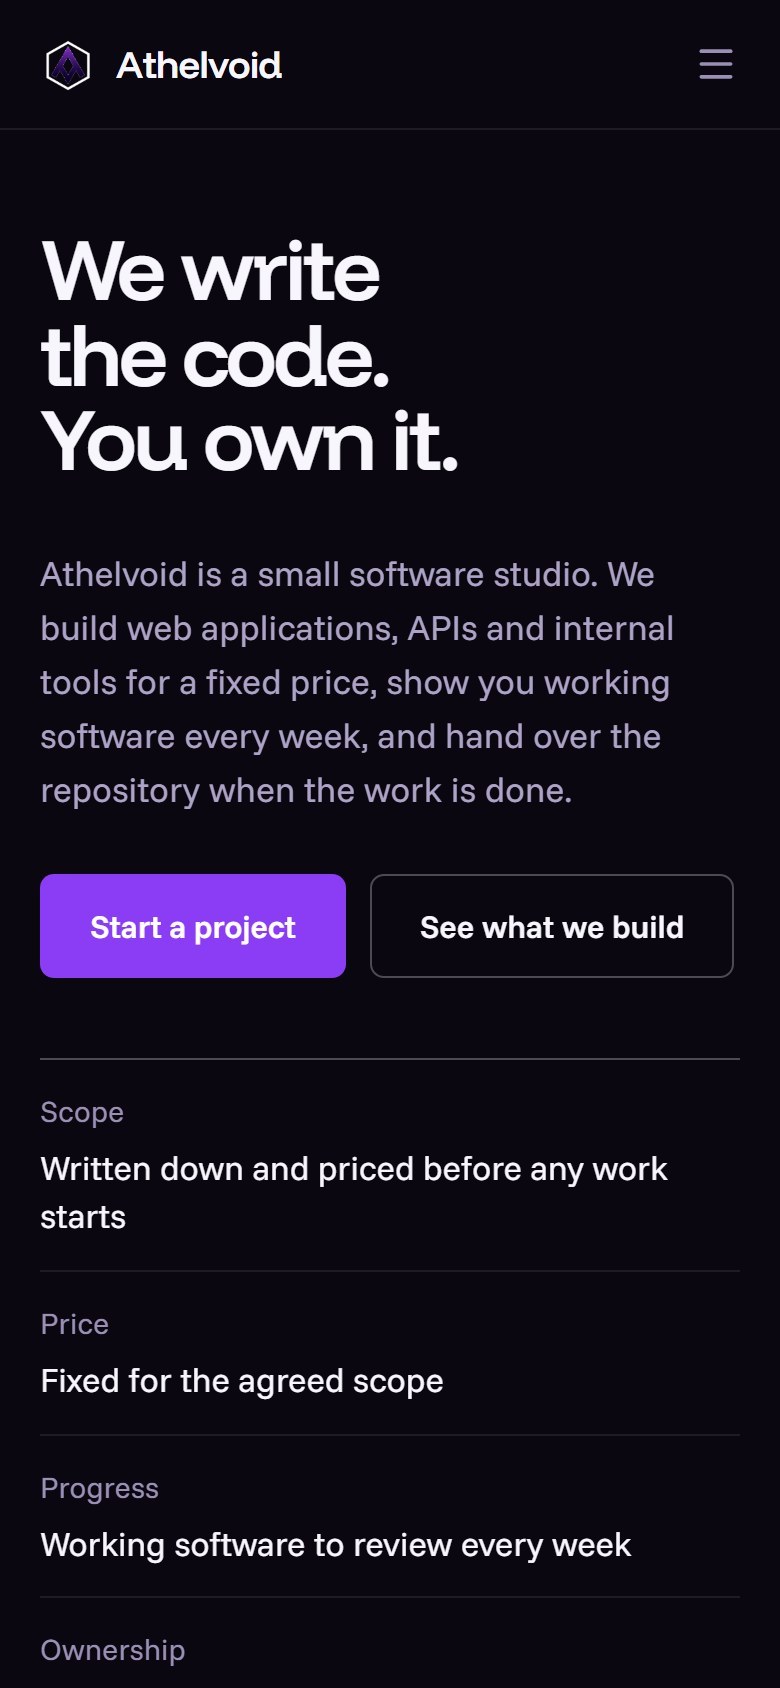 Athelvoid
We write
the code.
You own it.
Athelvoid is a small software studio. We
build web applications, APIs and internal
tools for a fixed price, show you working
software every week, and hand over the
repository when the work is done.
Start a project
See what we build
Scope
Written down and priced before any work
starts
Price
Fixed for the agreed scope
Progress
Working software to review every week
Ownership